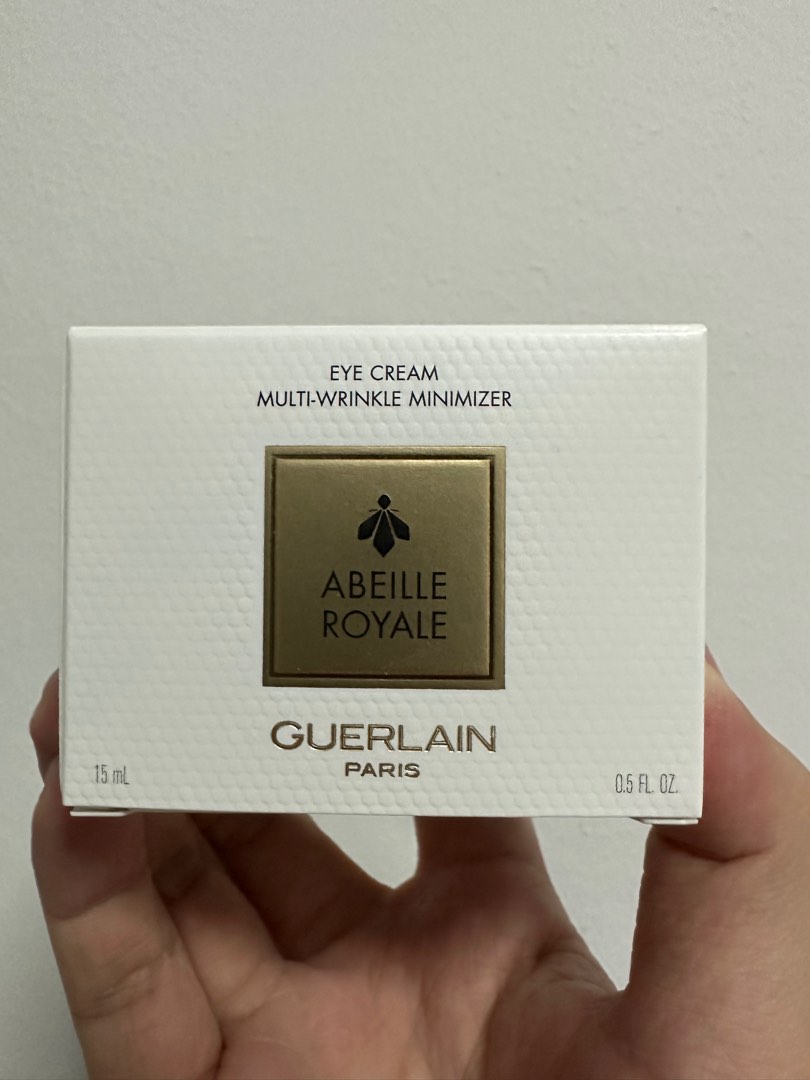 EYE CREAM
MULTI-WRINKLE MINIMIZER
ABEILLE
ROYALE
GUERLAIN
PARIS
15 mL
0.5 FL. OZ.